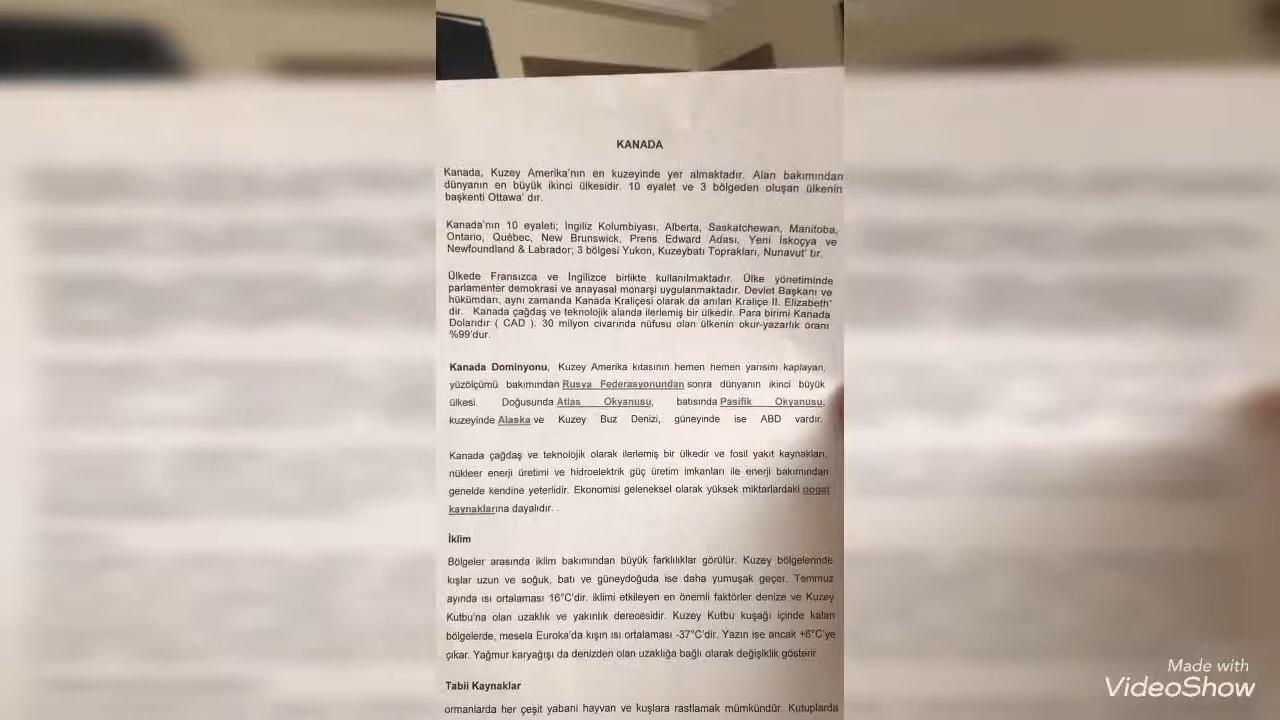 KANADA
Kanada, Kuzey Amerika'nın en kuzeyinde yer almaktadır. Alan bakımından
dünyanın en büyük ikinci ülkesidir. 10 eyalet ve 3 bölgeden oluşan ülkenin
başkenti Ottawa' dır.
Kanada'nın 10 eyaleti; İngiliz Kolumbiyası, Alberta, Saskatchewan, Manitoba,
Ontario, Québec, New Brunswick, Prens Edward Adası, Yeni İskoçya ve
Newfoundland & Labrador; 3 bölgesi Yukon, Kuzeybatı Toprakları, Nunavut' tır.
Ülkede Fransızca ve İngilizce birlikte kullanılmaktadır. Ülke yönetiminde
parlamenter demokrasi ve anayasal monarşi uygulanmaktadır. Devlet Başkanı ve
hükümdarı, aynı zamanda Kanada Kraliçesi olarak da anılan Kraliçe II. Elizabeth'
dir. Kanada çağdaş ve teknolojik alanda ilerlemiş bir ülkedir. Para birimi Kanada
Dolarıdır ( CAD ). 30 milyon civarında nüfusu olan ülkenin okur-yazarlık oranı
%99'dur.
Kanada Dominyonu, Kuzey Amerika kıtasının hemen hemen yarısını kaplayan,
yüzölçümü bakımından Rusya Federasyonundan sonra dünyanın ikinci büyük
ülkesi. Doğusunda Atlas Okyanusu, batısında Pasifik Okyanusu,
kuzeyinde Alaska ve Kuzey Buz Denizi, güneyinde ise ABD vardır.
Kanada çağdaş ve teknolojik olarak ilerlemiş bir ülkedir ve fosil yakıt kaynakları,
nükleer enerji üretimi ve hidroelektrik güç üretim imkanları ile enerji bakımından
genelde kendine yeterlidir. Ekonomisi geleneksel olarak yüksek miktarlardaki doğal
kaynaklarına dayalıdır. .
İklim
Bölgeler arasında iklim bakımından büyük farklılıklar görülür. Kuzey bölgelerinde
kışlar uzun ve soğuk, batı ve güneydoğuda ise daha yumuşak geçer. Temmuz
ayında ısı ortalaması 16°C'dir. iklimi etkileyen en önemli faktörler denize ve Kuzey
Kutbu'na olan uzaklık ve yakınlık derecesidir. Kuzey Kutbu kuşağı içinde kalan
bölgelerde, mesela Euroka'da kışın ısı ortalaması -37°C'dir. Yazın ise ancak +6°C'ye
çıkar. Yağmur karyağışı da denizden olan uzaklığa bağlı olarak değişiklik gösterir
Tabii Kaynaklar
ormanlarda her çeşit yabani hayvan ve kuşlara rastlamak mümkündür. Kutuplarda
Made with
VideoShow